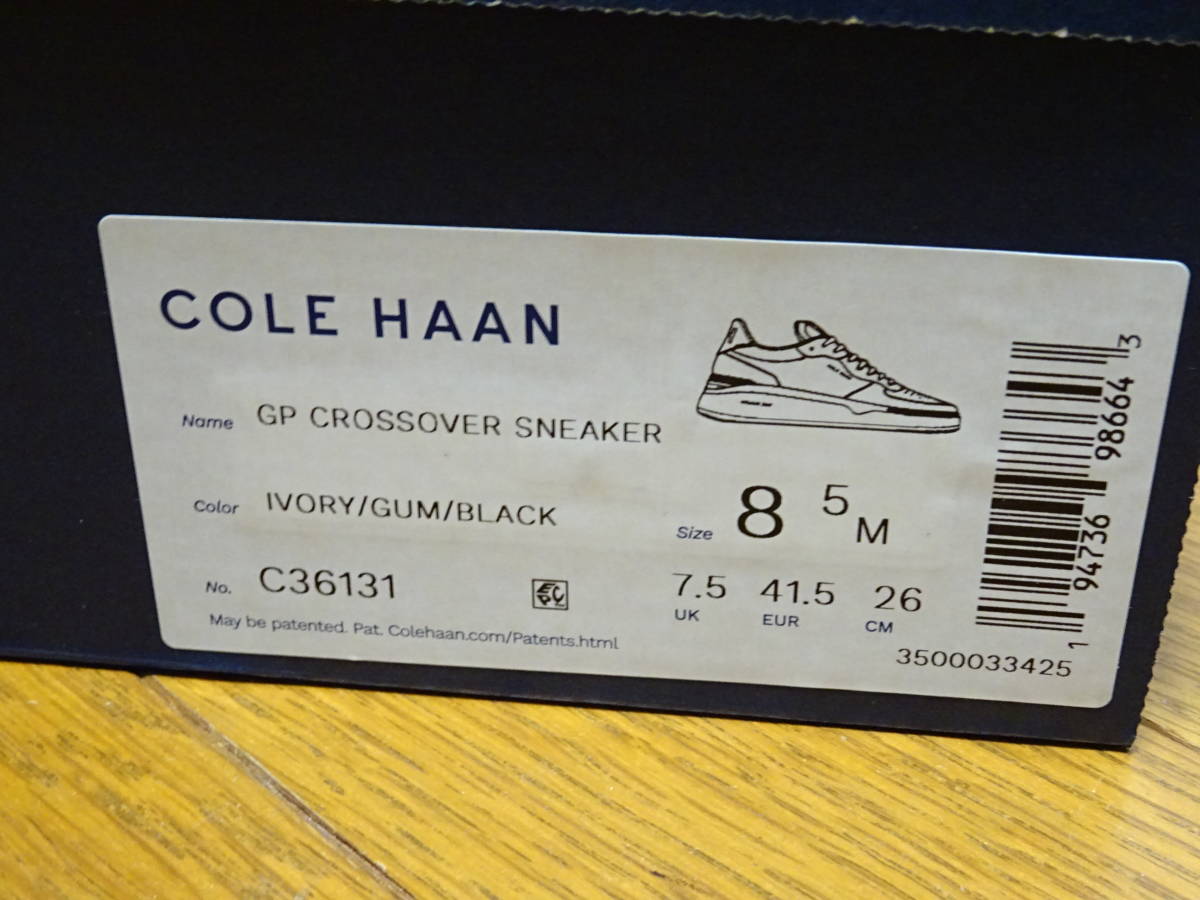 COLE HAAN
Name GP CROSSOVER SNEAKER
Color IVORY/GUM/BLACK
Size 8 5 M
No. C36131
7.5 41.5 26
UK EUR CM
May be patented. Pat. Colehaan.com/Patents.html
1 94736 98664 3
3500033425